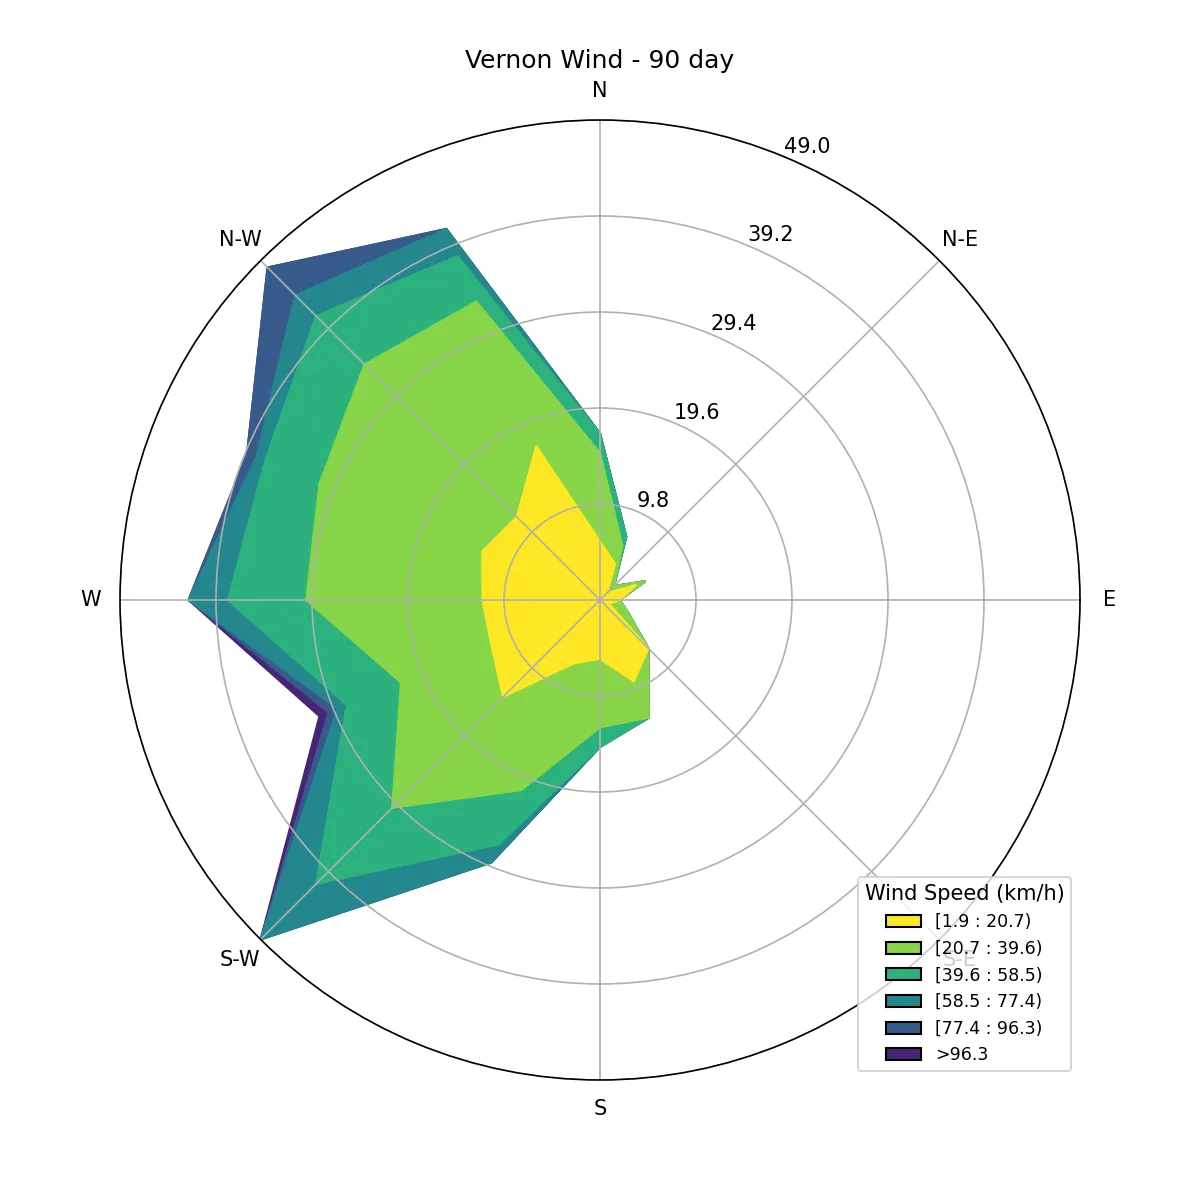 Vernon Wind - 90 day
N
49.0
N-W
39.2
N-E
29.4
19.6
9.8
W
E
Wind Speed (km/h)
[1.9 : 20.7)
[20.7 : 39.6)
S-W
S-E
[39.6 : 58.5)
[58.5 : 77.4)
[77.4 : 96.3)
>96.3
S